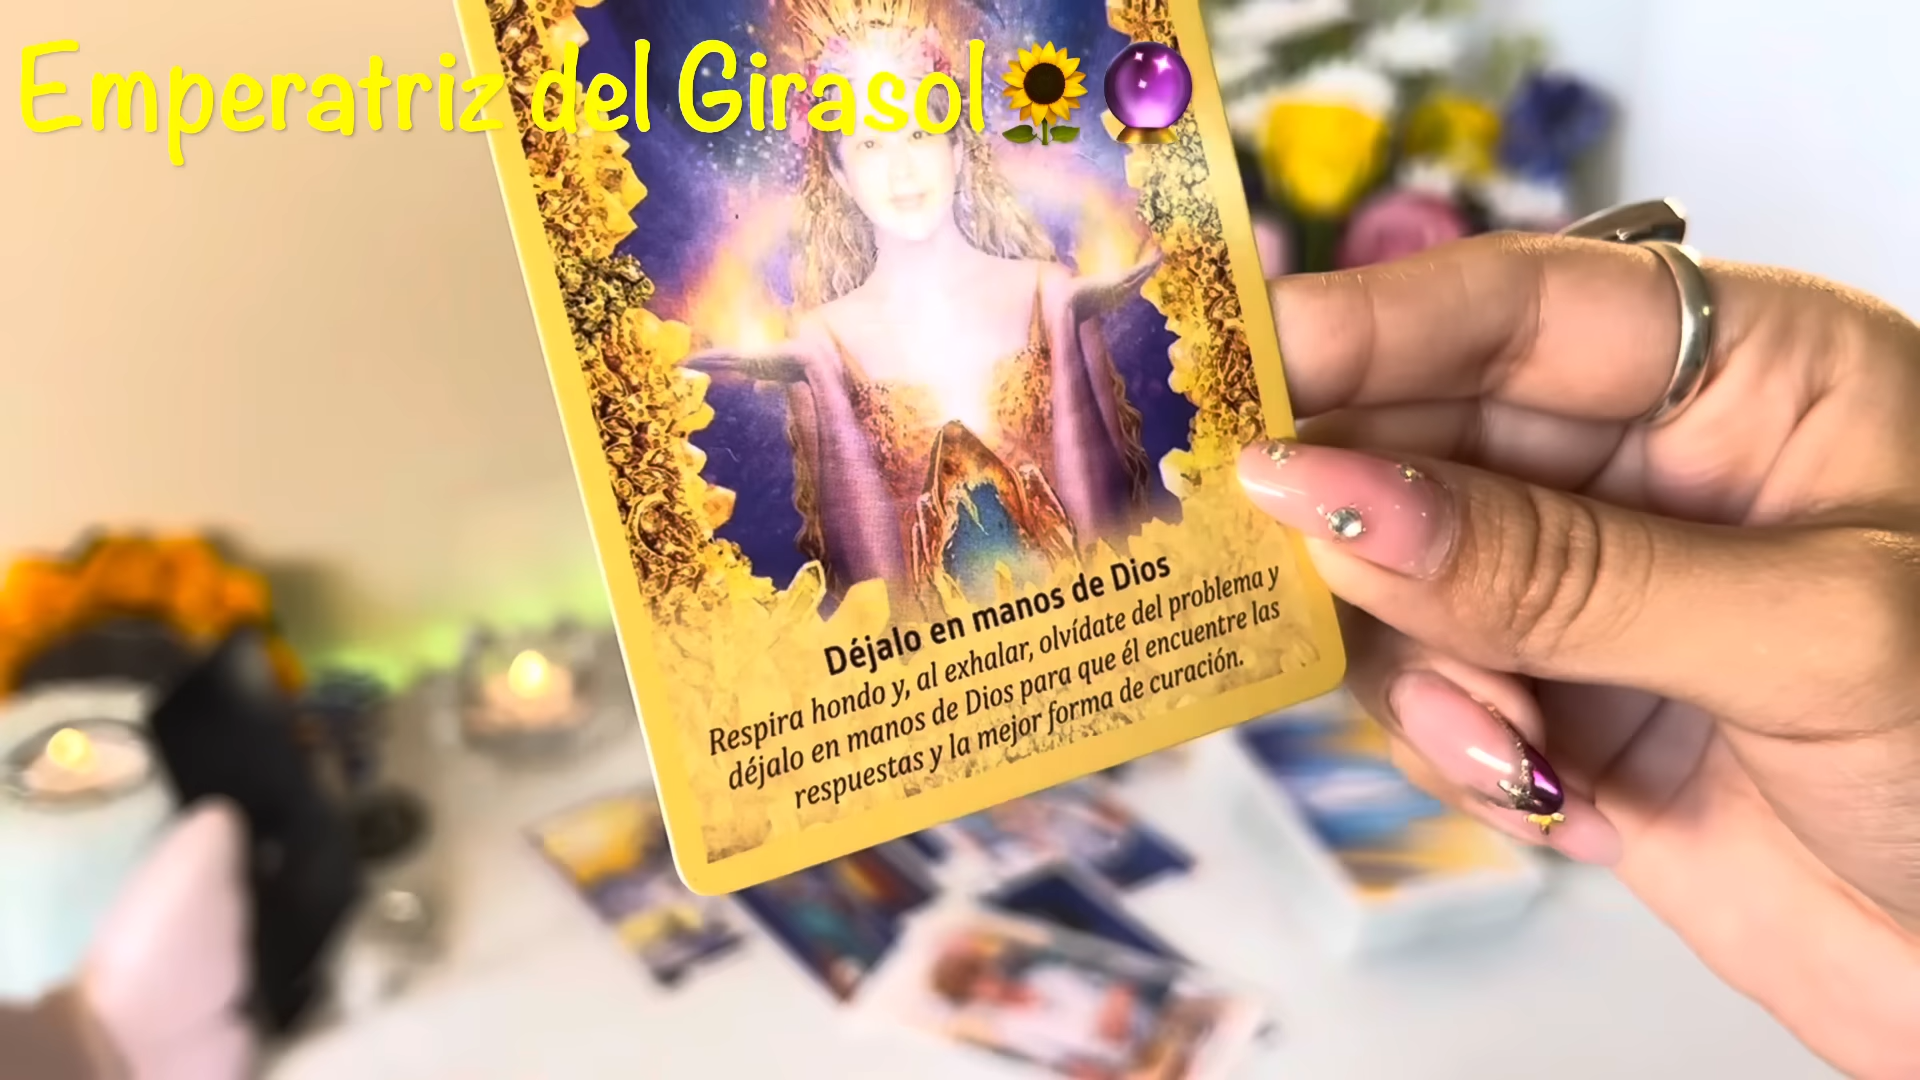 Emperatriz del Girasol🌻🔮
Déjalo en manos de Dios
Respira hondo y, al exhalar, olvídate del problema y
déjalo en manos de Dios para que él encuentre las
respuestas y la mejor forma de curación.